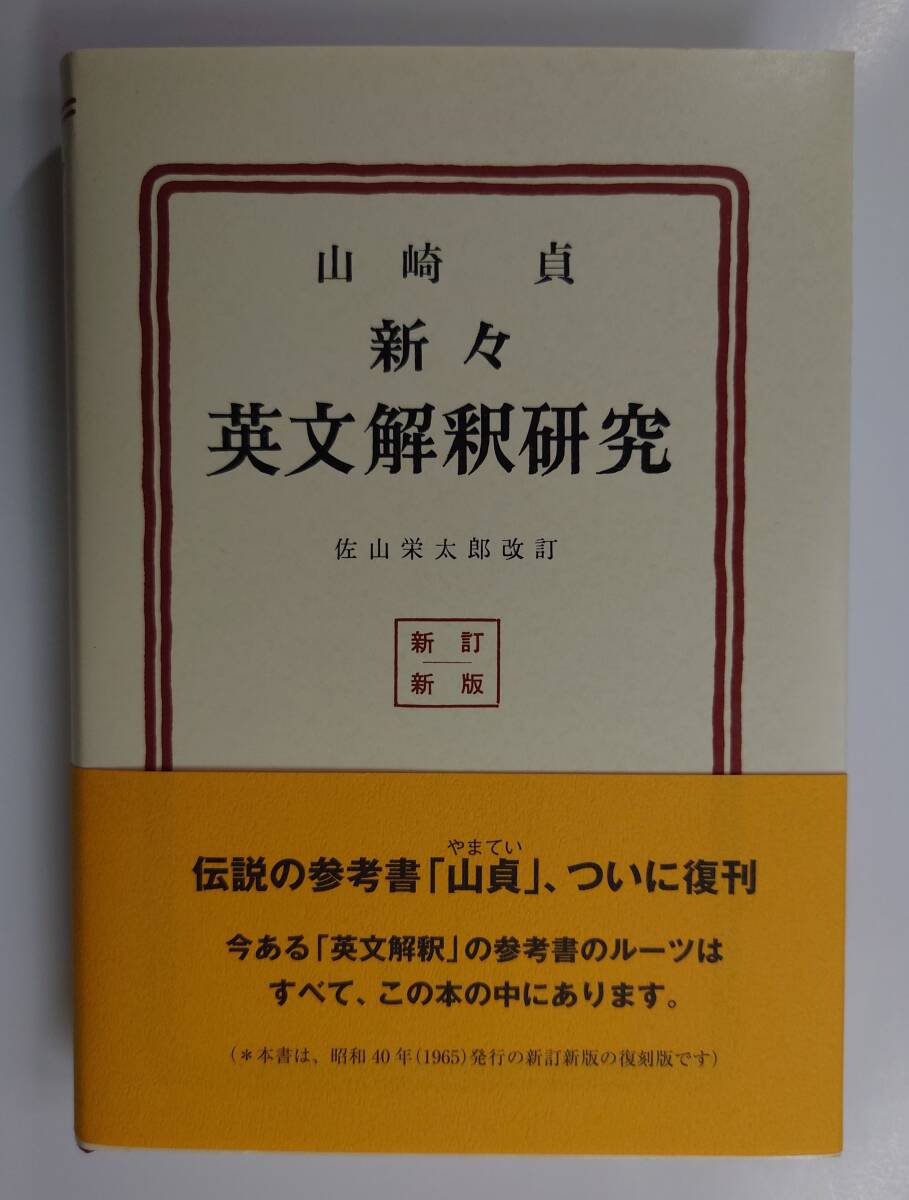 山崎 貞
新々
英文解釈研究
佐山栄太郎改訂
新訂
新版
やまてい
伝説の参考書「山貞」、ついに復刊
今ある「英文解釈」の参考書のルーツは
すべて、この本の中にあります。
(＊本書は、昭和40年(1965)発行の新訂新版の復刻版です)